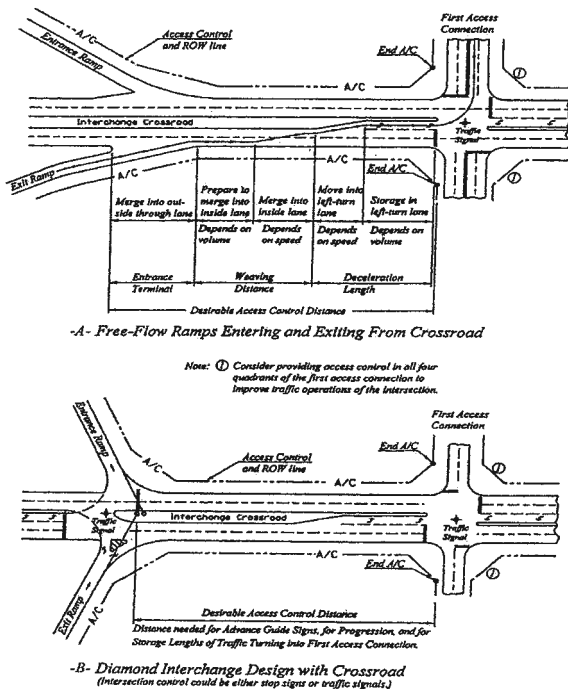 First Access
Connection
A/C
Access Control
and ROW line
Entrance Ramp
End A/C
①
A/C
Interchange Crossroad
Traffic
Signal
Exit Ramp
A/C
A/C
End A/C
①
Merge into out-
side through lane
Prepare to
merge into
inside lane
Merge into
inside lane
Move into
left-turn
lane
Storage in
left-turn lane
Depends on
volume
Depends
on speed
Depends
on speed
Depends on
volume
Entrance
Terminal
Weaving
Distance
Deceleration
Length
Desirable Access Control Distance
-A- Free-Flow Ramps Entering and Exiting From Crossroad
Note: ① Consider providing access control in all four
quadrants of the first access connection to
improve traffic operations of the intersection.
First Access
Connection
Entrance Ramp
A/C
Access Control
and ROW line
End A/C
①
A/C
Interchange Crossroad
Traffic
Signal
Traffic
Signal
A/C
End A/C
①
Exit Ramp
A/C
Desirable Access Control Distance
Distance needed for Advance Guide Signs, for Progression, and for
Storage Lengths of Traffic Turning into First Access Connection.
-B- Diamond Interchange Design with Crossroad
(Intersection control could be either stop signs or traffic signals.)